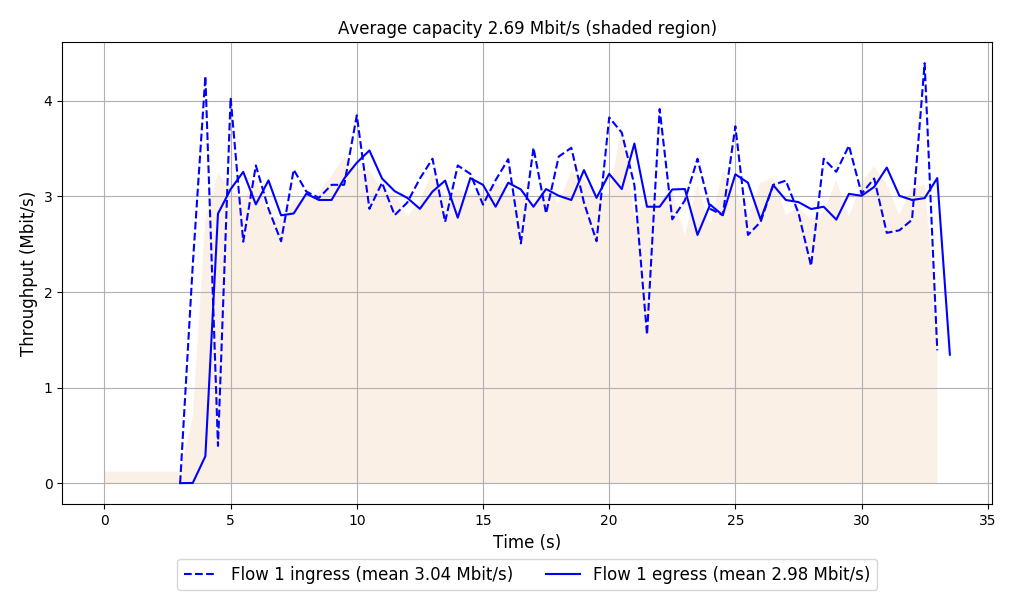 Average capacity 2.69 Mbit/s (shaded region)
Throughput (Mbit/s)
4
3
2
1
0
0 5 10 15 20 25 30 35
Time (s)
Flow 1 ingress (mean 3.04 Mbit/s) Flow 1 egress (mean 2.98 Mbit/s)